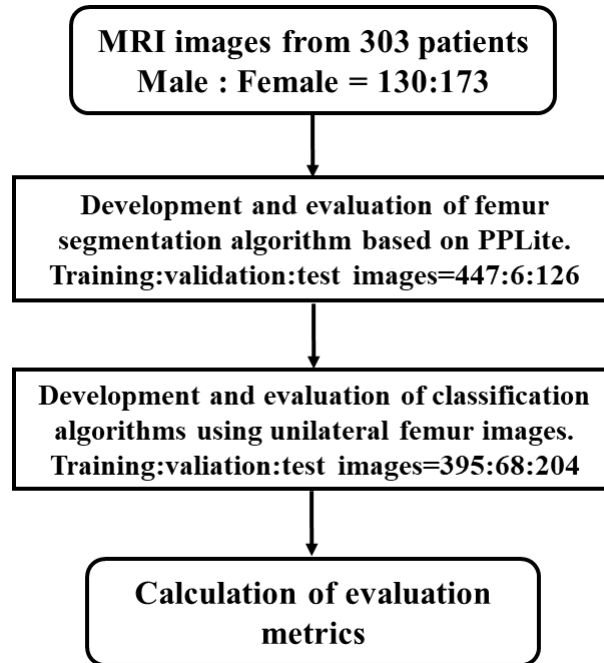 MRI images from 303 patients
Male : Female = 130:173
Development and evaluation of femur
segmentation algorithm based on PPLite.
Training:validation:test images=447:6:126
Development and evaluation of classification
algorithms using unilateral femur images.
Training:valiation:test images=395:68:204
Calculation of evaluation
metrics